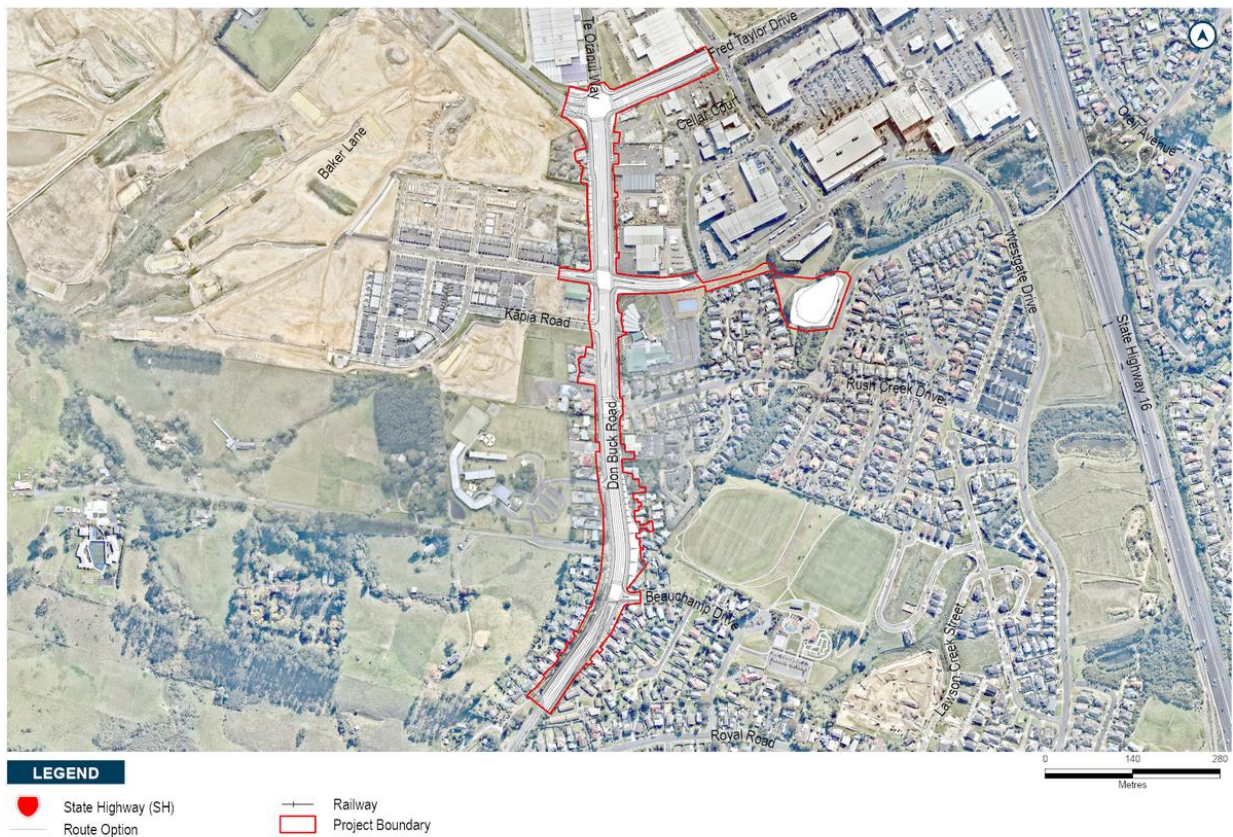 Te Oranui Way
Fred Taylor Drive
Cellar Court
Oreil Avenue
Baker Lane
Westgate Drive
State Highway 16
Kāpia Road
Rush Creek Drive
Don Buck Road
Beauchamp Drive
Lawson Creek Street
Royal Road
0 140 280
Metres
LEGEND
State Highway (SH)
Route Option
Railway
Project Boundary